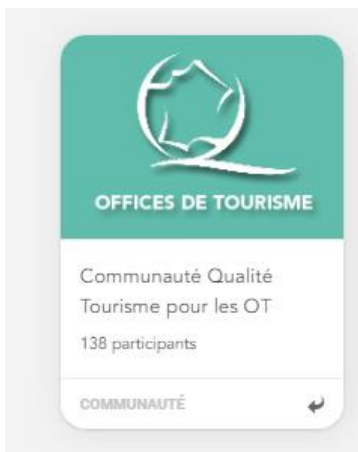 OFFICES DE TOURISME
Communauté Qualité
Tourisme pour les OT
138 participants
COMMUNAUTÉ